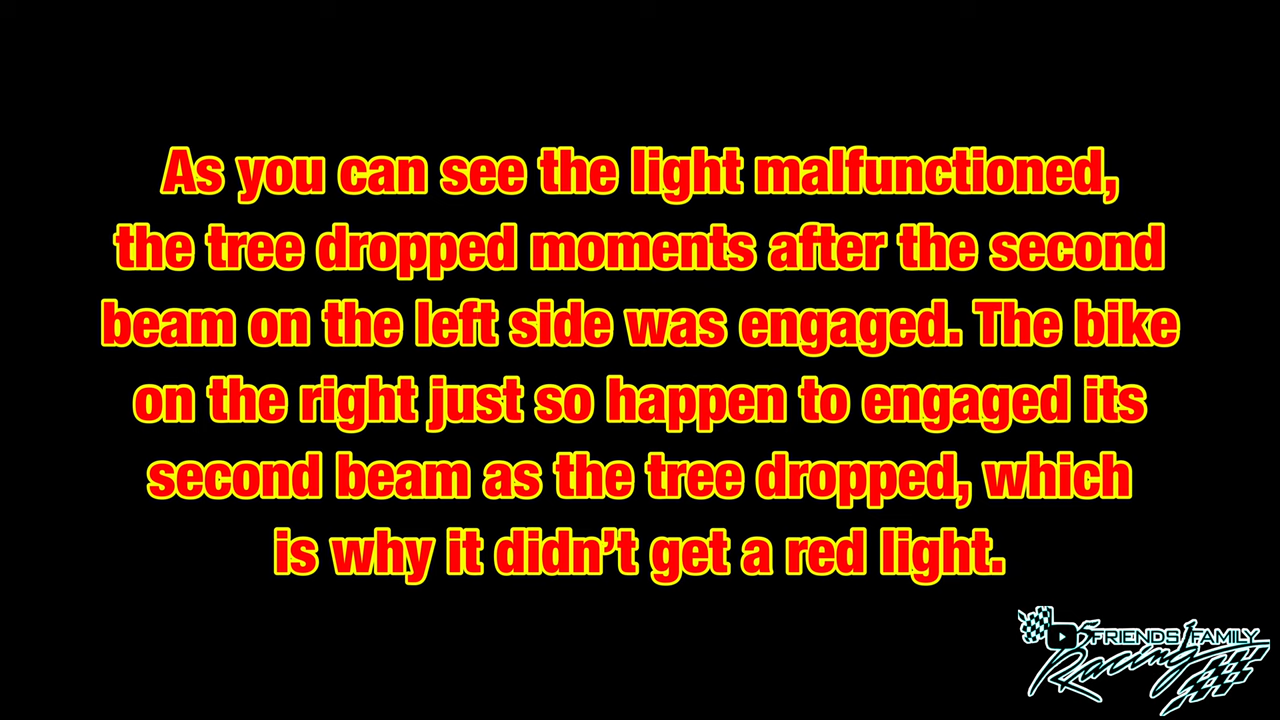 As you can see the light malfunctioned,
the tree dropped moments after the second
beam on the left side was engaged. The bike
on the right just so happen to engaged its
second beam as the tree dropped, which
is why it didn’t get a red light.
5FRIENDS1FAMILY
Racing